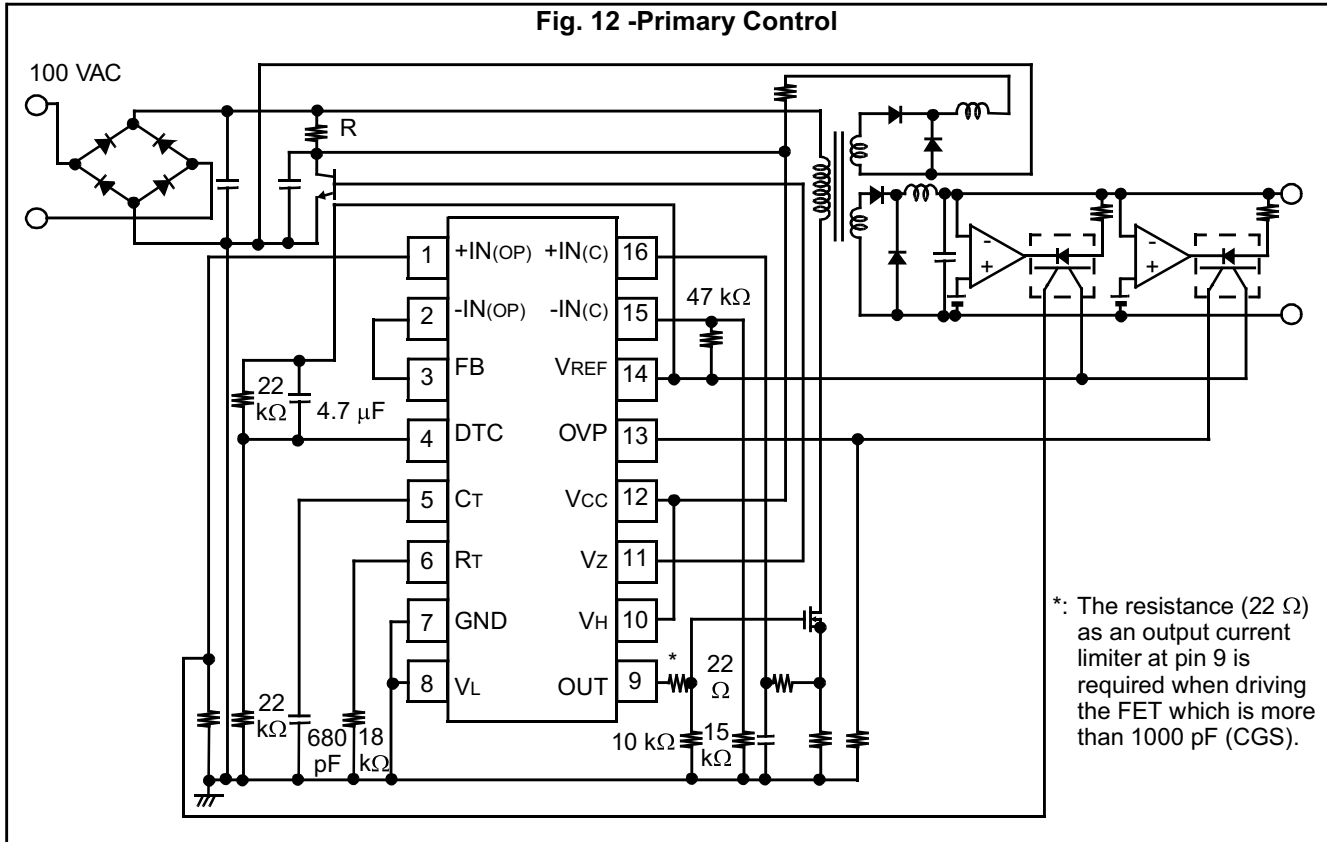 Fig. 12 -Primary Control
100 VAC
R
1
+IN(OP)
+IN(C)
16
47 kΩ
2
-IN(OP)
-IN(C)
15
3
FB
VREF
14
22
kΩ
4.7 μF
4
DTC
OVP
13
5
CT
VCC
12
6
RT
VZ
11
7
GND
VH
10
8
VL
OUT
9
*
22
Ω
22
kΩ
680
pF
18
kΩ
10 kΩ
15
kΩ
-
+
-
+
*: The resistance (22 Ω)
as an output current
limiter at pin 9 is
required when driving
the FET which is more
than 1000 pF (CGS).